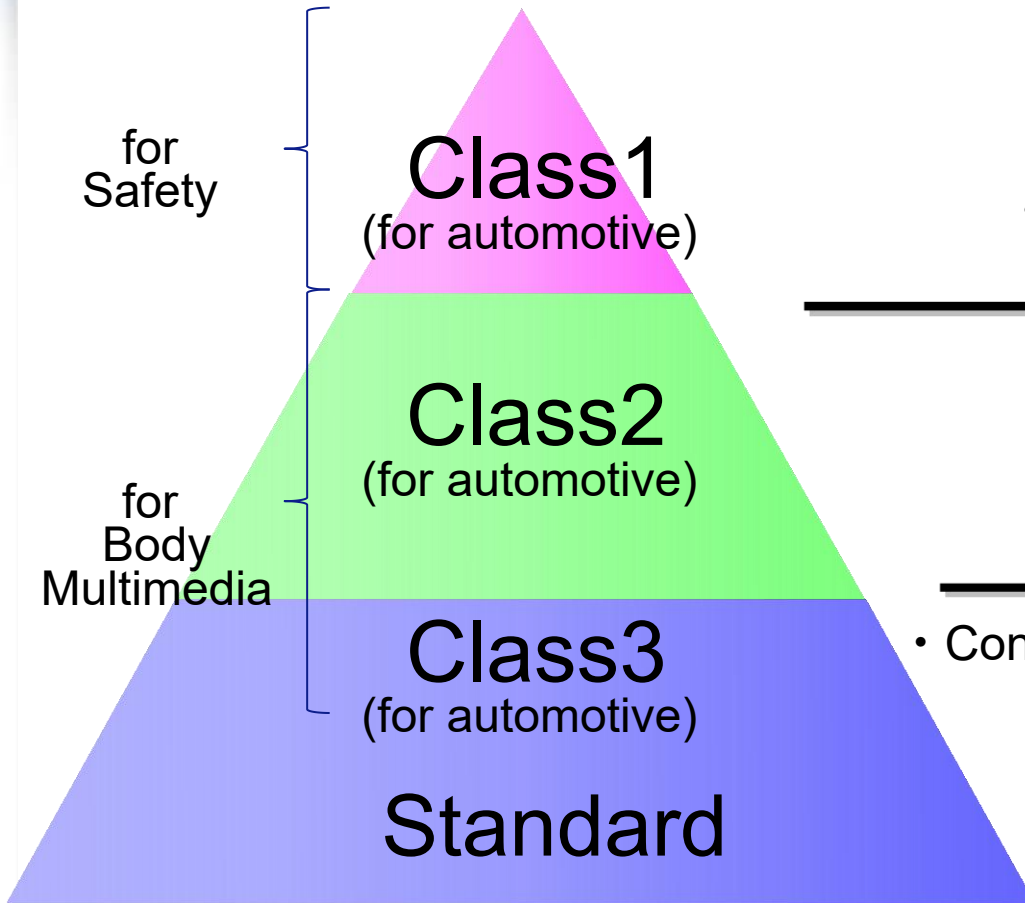 for
Safety
Class1
(for automotive)
Class2
(for automotive)
for
Body
Multimedia
Class3
(for automotive)
Standard